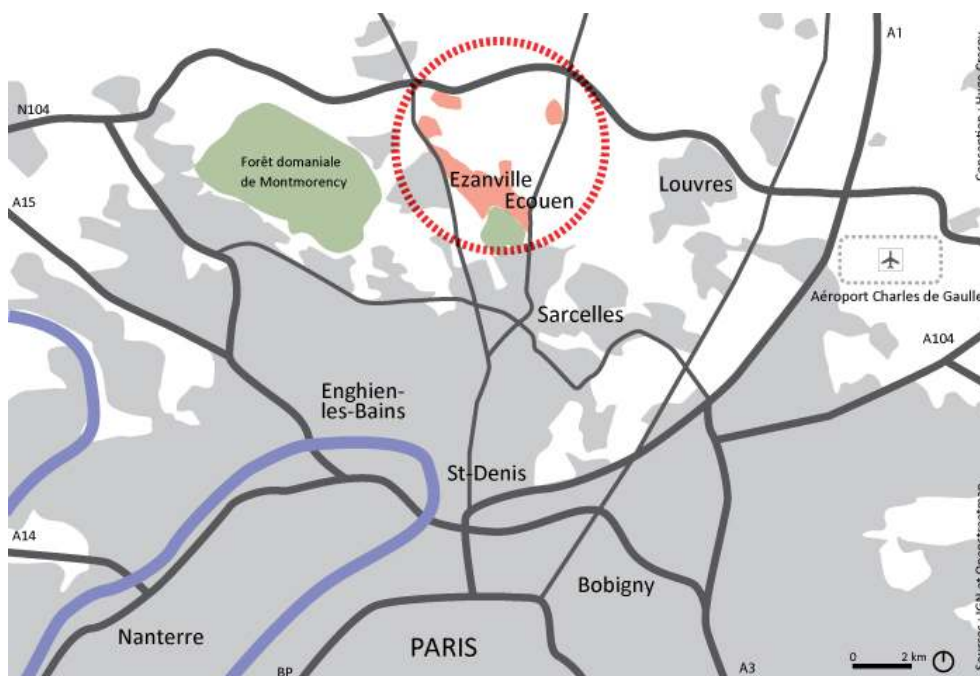 A1
N104
Forêt domaniale
de Montmorency
Ezanville
Ecouen
Louvres
A15
Aéroport Charles de Gaulle
Sarcelles
A104
Enghien-
les-Bains
St-Denis
A14
Bobigny
Nanterre
PARIS
BP
A3
0 2 km